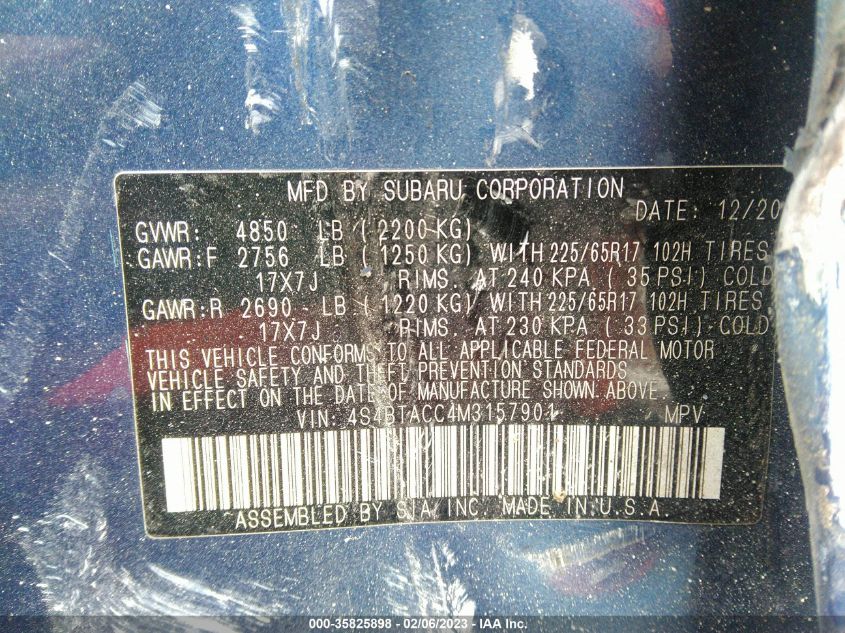 MFD BY SUBARU CORPORATION
DATE: 12/20
GVWR: 4850 LB ( 2200 KG)
GAWR:F 2756 LB ( 1250 KG) WITH 225/65R17 102H TIRES
17X7J RIMS. AT 240 KPA ( 35 PSI) COLD
GAWR:R 2690 LB ( 1220 KG) WITH 225/65R17 102H TIRES
17X7J RIMS. AT 230 KPA ( 33 PSI) COLD
THIS VEHICLE CONFORMS TO ALL APPLICABLE FEDERAL MOTOR
VEHICLE SAFETY AND THEFT PREVENTION STANDARDS
IN EFFECT ON THE DATE OF MANUFACTURE SHOWN ABOVE.
VIN: 4S4BTACC4M3157901 MPV
ASSEMBLED BY SIA, INC. MADE IN U.S.A.
000-35825898 - 02/06/2023 - IAA Inc.